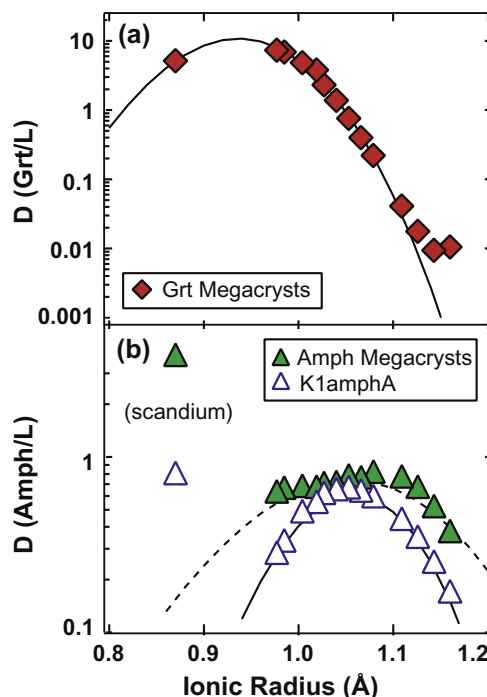 (a)
D (Grt/L)
10
1
0.1
0.01
0.001
Grt Megacrysts
(b)
D (Amph/L)
Amph Megacrysts
K1amphA
(scandium)
1
0.1
0.8 0.9 1.0 1.1 1.2
Ionic Radius (Å)